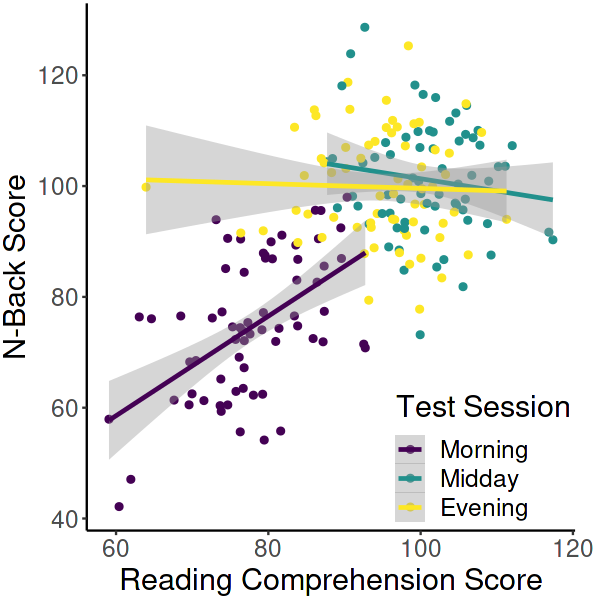 N-Back Score
120
100
80
60
40
60 80 100 120
Reading Comprehension Score
Test Session
Morning
Midday
Evening